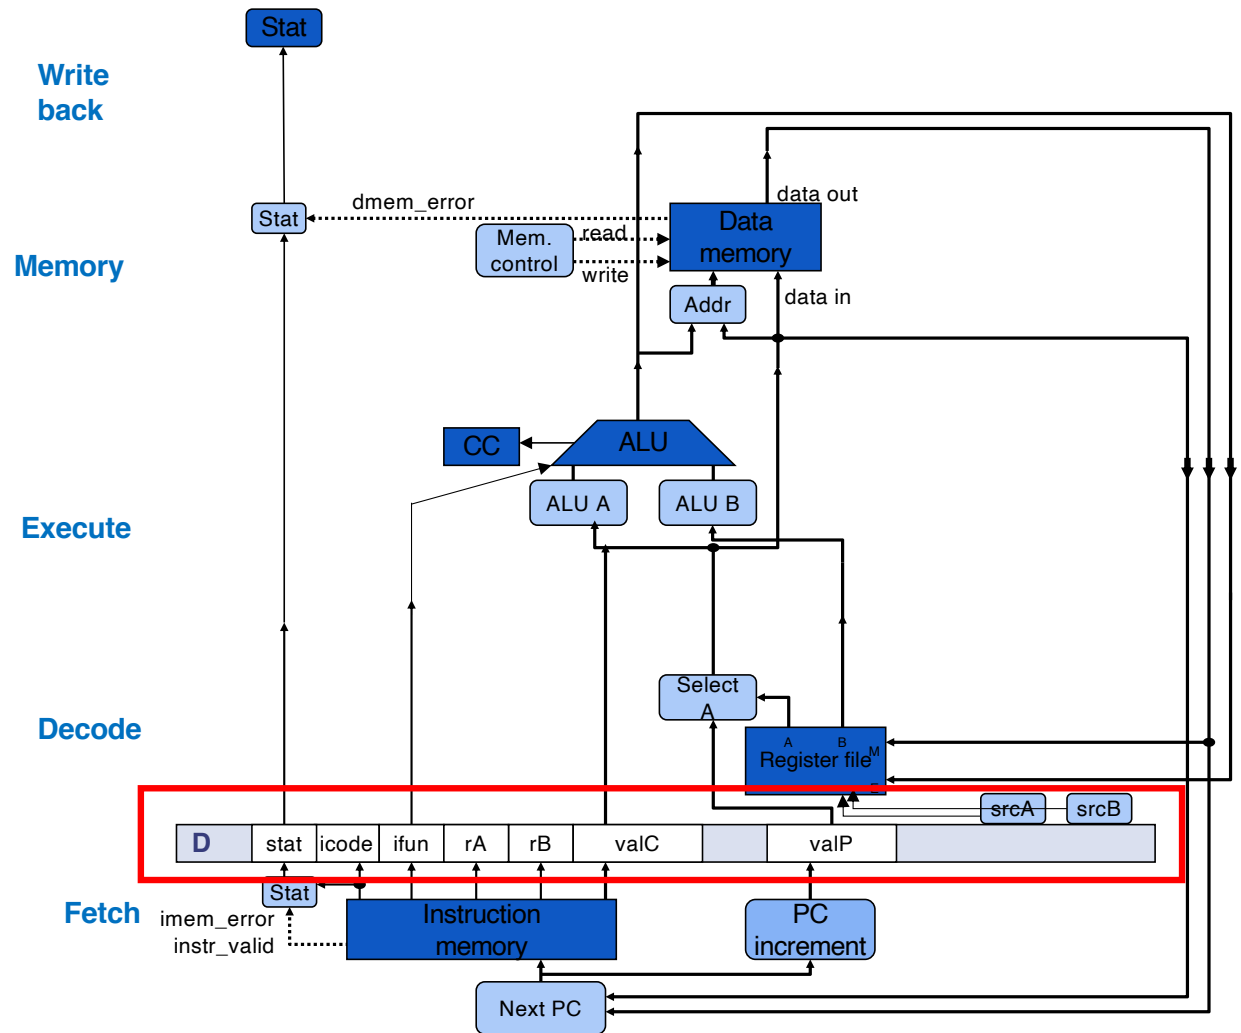 Stat
Write
back
data out
dmem_error
Stat
Data
memory
read
Mem.
control
write
Memory
Addr
data in
CC
ALU
ALU A
ALU B
Execute
Select
A
Decode
A
B
M
Register file
E
srcA
srcB
D
stat
icode
ifun
rA
rB
valC
valP
Stat
Fetch
imem_error
instr_valid
Instruction
memory
PC
increment
Next PC